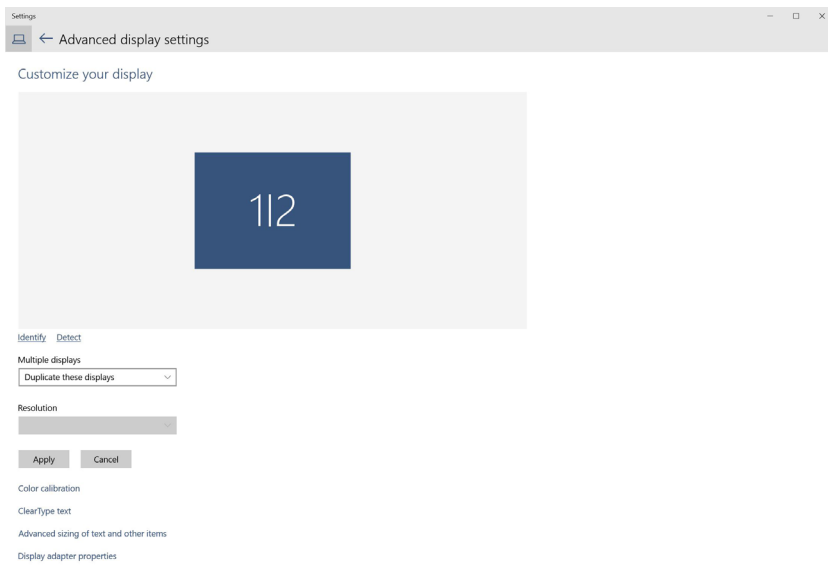 Settings
Advanced display settings
Customize your display
1|2
Identify Detect
Multiple displays
Duplicate these displays
Resolution
Apply Cancel
Color calibration
ClearType text
Advanced sizing of text and other items
Display adapter properties